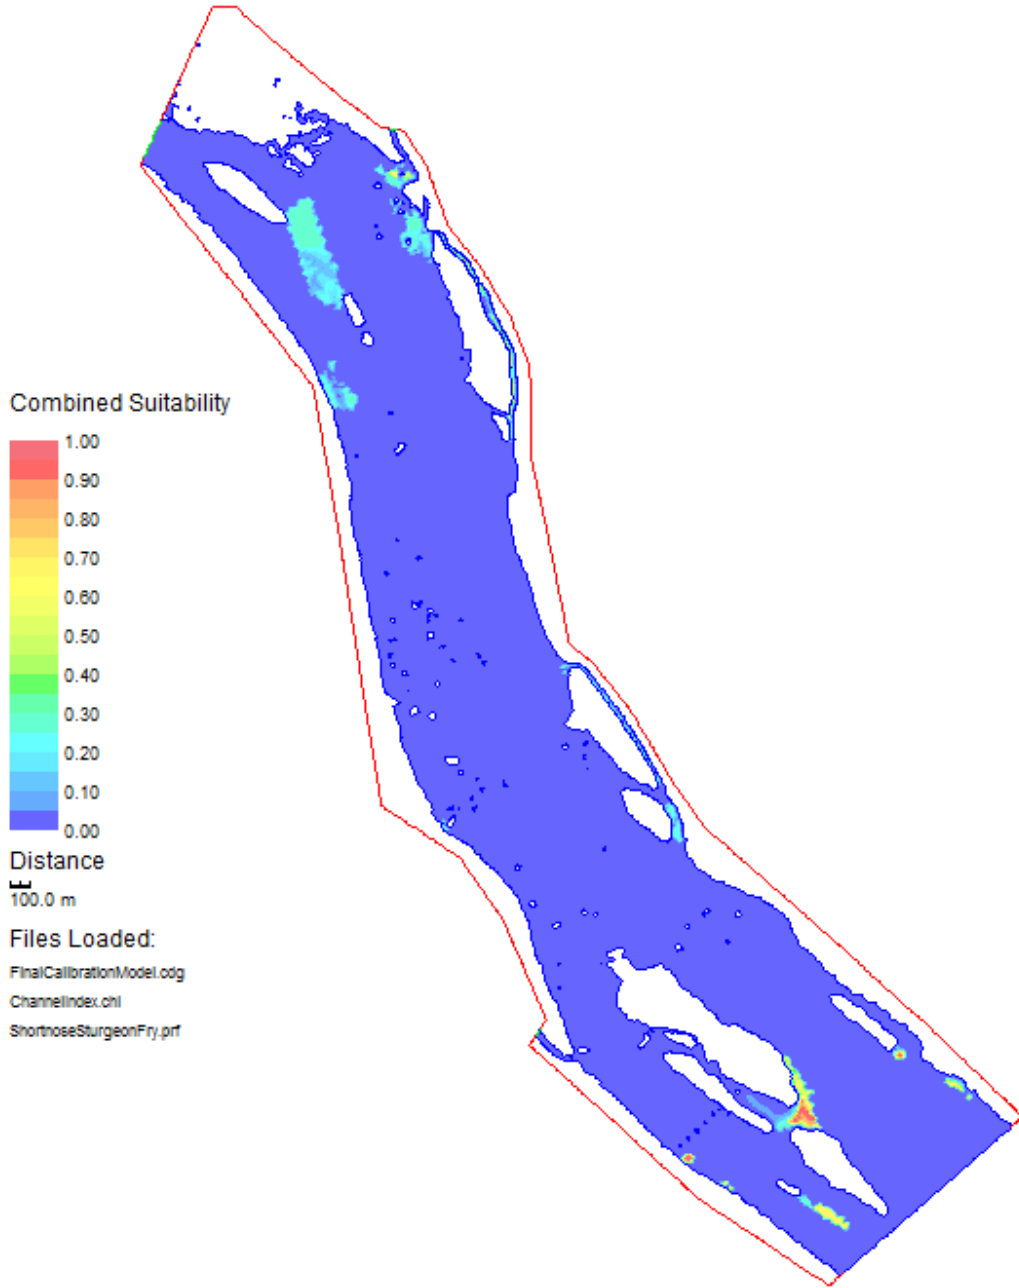 Combined Suitability
1.00
0.90
0.80
0.70
0.60
0.50
0.40
0.30
0.20
0.10
0.00
Distance
100.0 m
Files Loaded:
FinalCalibrationModel.cdg
ChannelIndex.chi
ShortnoseSturgeonFry.prf